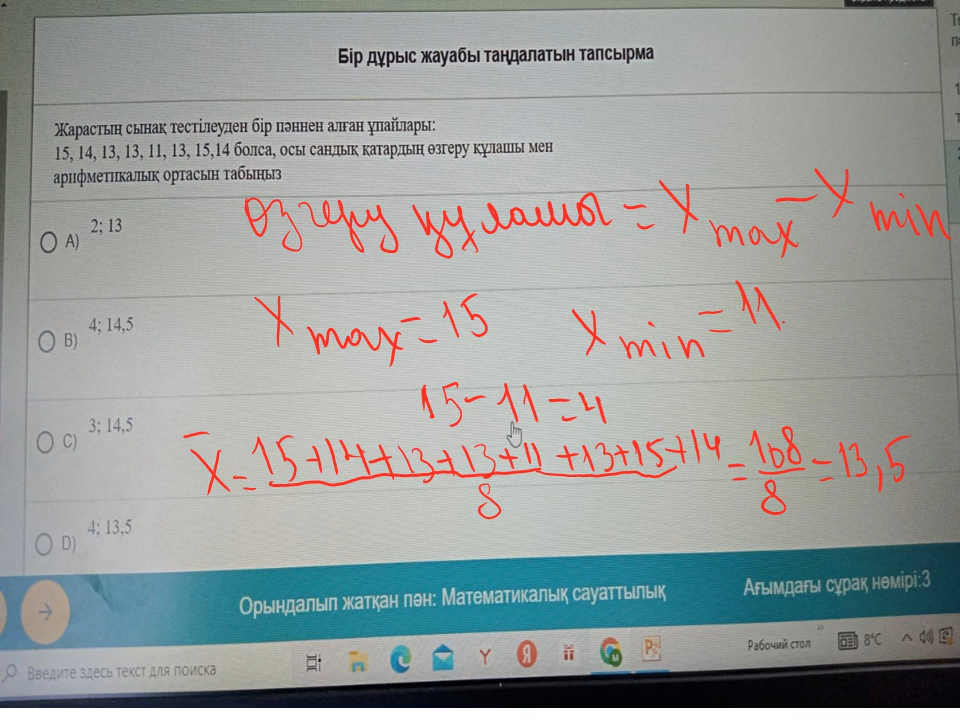 Бір дұрыс жауабы таңдалатын тапсырма
Жарастың сынақ тестілеуден бір пәннен алған ұпайлары:
15, 14, 13, 13, 11, 13, 15,14 болса, осы сандық қатардың өзгеру құлашы мен
арифметикалық ортасын табыңыз
өзгеру құлашы = X max - X min
A) 2; 13
X max = 15 X min = 11.
B) 4; 14,5
15 - 11 = 4
C) 3; 14,5
X̄ = 15+14+13+13+11+13+15+14 / 8 = 108 / 8 = 13,5
D) 4; 13,5
Орындалып жатқан пән: Математикалық сауаттылық
Ағымдағы сұрақ нөмірі:3
Введите здесь текст для поиска
Рабочий стол
8°C